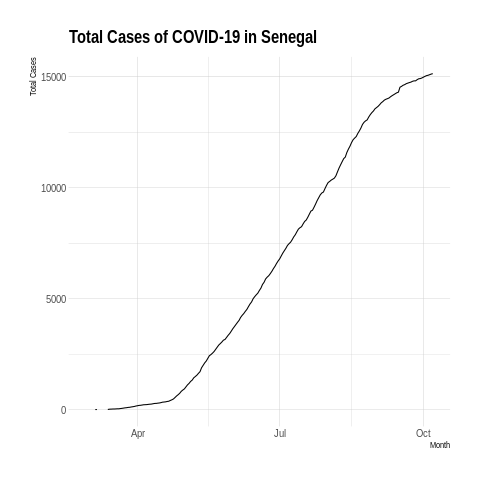 Total Cases of COVID-19 in Senegal
Total Cases
15000
10000
5000
0
Apr Jul Oct
Month